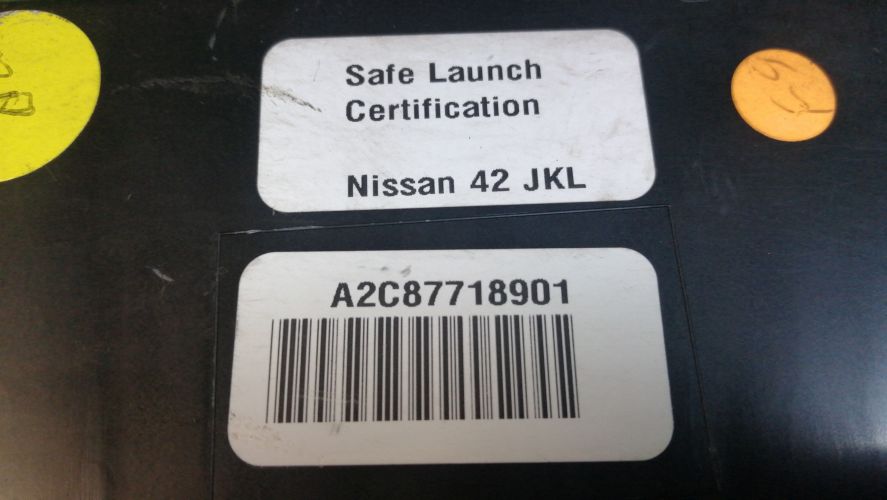 Safe Launch
Certification
Nissan 42 JKL
A2C87718901